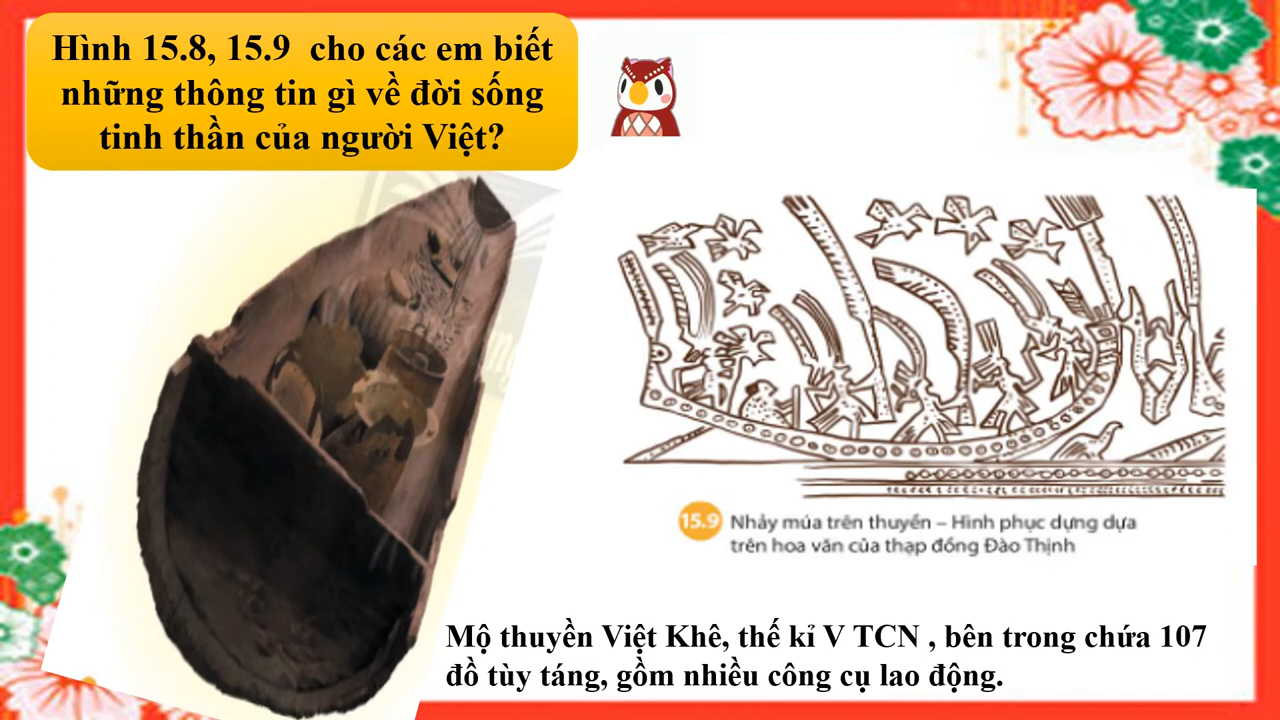 Hình 15.8, 15.9 cho các em biết
những thông tin gì về đời sống
tinh thần của người Việt?
15.9 Nhảy múa trên thuyền – Hình phục dựng dựa
trên hoa văn của thạp đồng Đào Thịnh
Mộ thuyền Việt Khê, thế kỉ V TCN , bên trong chứa 107
đồ tùy táng, gồm nhiều công cụ lao động.